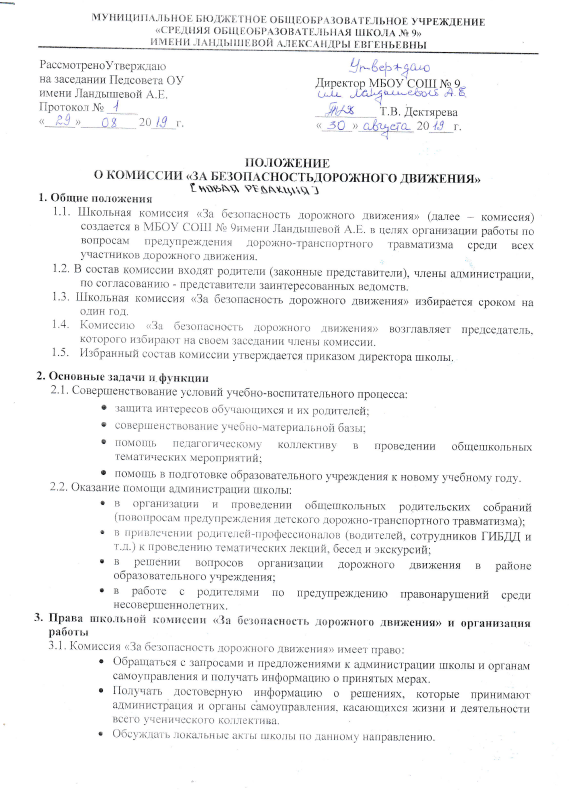 МУНИЦИПАЛЬНОЕ БЮДЖЕТНОЕ ОБЩЕОБРАЗОВАТЕЛЬНОЕ УЧРЕЖДЕНИЕ
«СРЕДНЯЯ ОБЩЕОБРАЗОВАТЕЛЬНАЯ ШКОЛА № 9»
ИМЕНИ ЛАНДЫШЕВОЙ АЛЕКСАНДРЫ ЕВГЕНЬЕВНЫ
РассмотреноУтверждаю
на заседании Педсовета ОУ
имени Ландышевой А.Е.
Протокол № 1
« 29 » 08 2019 г.
Утверждаю
Директор МБОУ СОШ № 9
им Ландышевой А.Е.
Т.В. Дектярева
« 30 » августа 2019 г.
ПОЛОЖЕНИЕ
О КОМИССИИ «ЗА БЕЗОПАСНОСТЬДОРОЖНОГО ДВИЖЕНИЯ»
(НОВАЯ РЕДАКЦИЯ)
1. Общие положения
1.1. Школьная комиссия «За безопасность дорожного движения» (далее – комиссия)
создается в МБОУ СОШ № 9имени Ландышевой А.Е. в целях организации работы по
вопросам предупреждения дорожно-транспортного травматизма среди всех
участников дорожного движения.
1.2. В состав комиссии входят родители (законные представители), члены администрации,
по согласованию - представители заинтересованных ведомств.
1.3. Школьная комиссия «За безопасность дорожного движения» избирается сроком на
один год.
1.4. Комиссию «За безопасность дорожного движения» возглавляет председатель,
которого избирают на своем заседании члены комиссии.
1.5. Избранный состав комиссии утверждается приказом директора школы.
2. Основные задачи и функции
2.1. Совершенствование условий учебно-воспитательного процесса:
• защита интересов обучающихся и их родителей;
• совершенствование учебно-материальной базы;
• помощь педагогическому коллективу в проведении общешкольных
тематических мероприятий;
• помощь в подготовке образовательного учреждения к новому учебному году.
2.2. Оказание помощи администрации школы:
• в организации и проведении общешкольных родительских собраний
(повопросам предупреждения детского дорожно-транспортного травматизма);
• в привлечении родителей-профессионалов (водителей, сотрудников ГИБДД и
т.д.) к проведению тематических лекций, бесед и экскурсий;
• в решении вопросов организации дорожного движения в районе
образовательного учреждения;
• в работе с родителями по предупреждению правонарушений среди
несовершеннолетних.
3. Права школьной комиссии «За безопасность дорожного движения» и организация
работы
3.1. Комиссия «За безопасность дорожного движения» имеет право:
• Обращаться с запросами и предложениями к администрации школы и органам
самоуправления и получать информацию о принятых мерах.
• Получать достоверную информацию о решениях, которые принимают
администрация и органы самоуправления, касающихся жизни и деятельности
всего ученического коллектива.
• Обсуждать локальные акты школы по данному направлению.